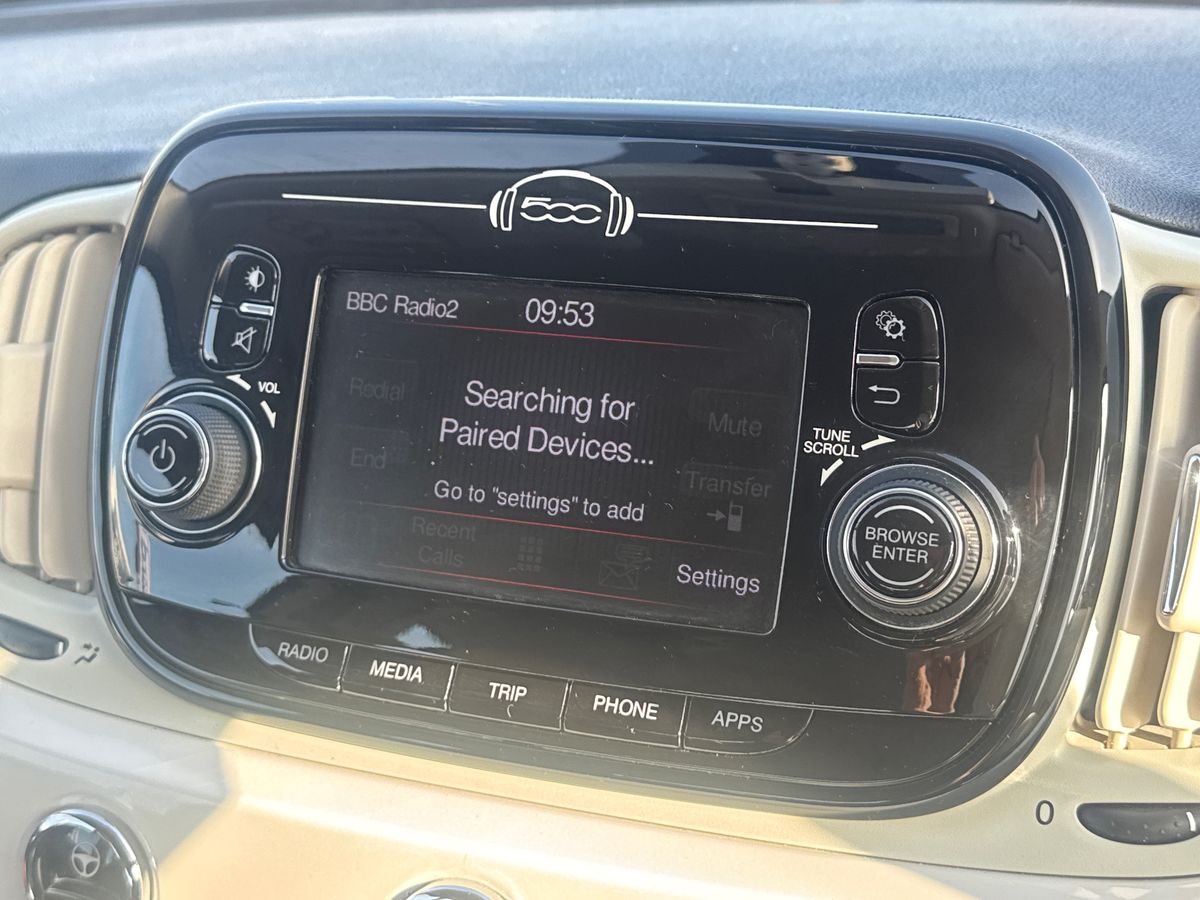 500
BBC Radio2 09:53
VOL
Redial
Searching for
Paired Devices...
Mute
End
Go to "settings" to add
Transfer
Recent
Calls
Settings
TUNE
SCROLL
BROWSE
ENTER
RADIO
MEDIA
TRIP
PHONE
APPS
0